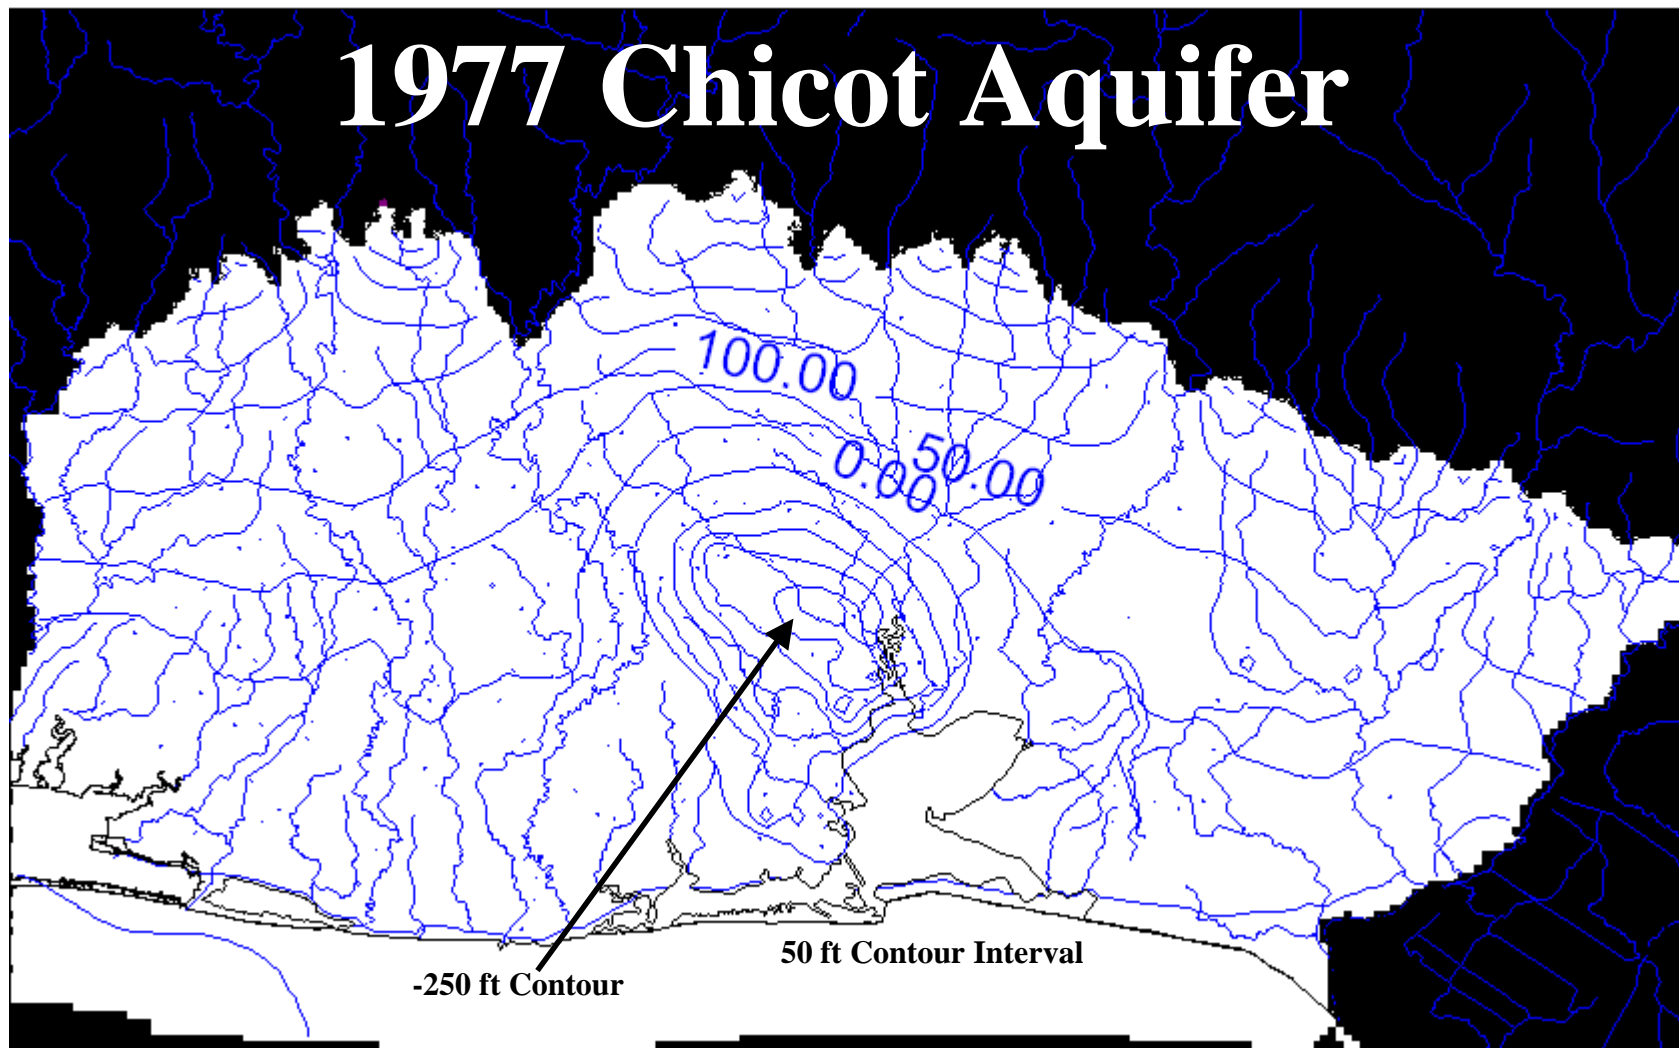 1977 Chicot Aquifer
100.00
50.00
0.00
50 ft Contour Interval
-250 ft Contour